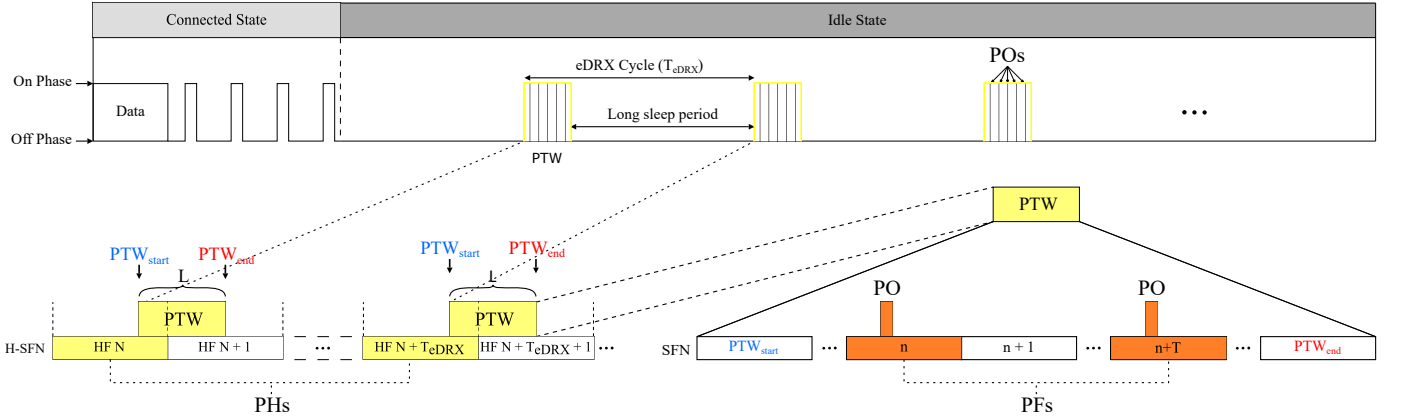 Connected State
Idle State
POs
eDRX Cycle (TeDRX)
On Phase
Data
Long sleep period
...
Off Phase
PTW
PTW
PTWstart
PTWend
PTWstart
PTWend
L
L
PTW
PTW
PO
PO
H-SFN
HF N
HF N + 1
...
HF N + TeDRX
HF N + TeDRX + 1
...
SFN
PTWstart
...
n
n + 1
...
n+T
...
PTWend
PHs
PFs